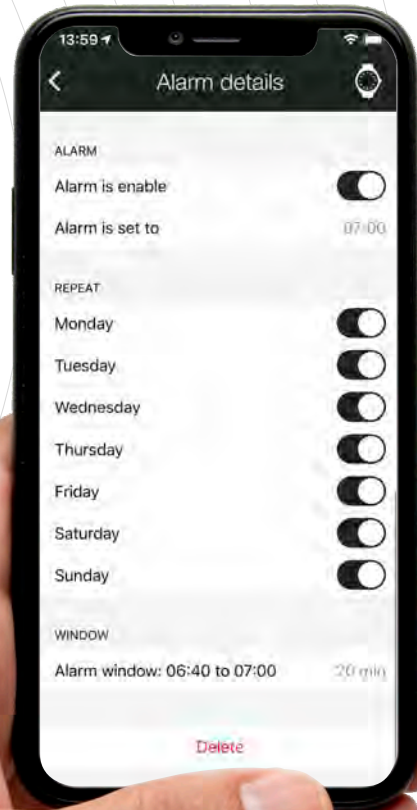 13:59
Alarm details
ALARM
Alarm is enable
Alarm is set to 07:00
REPEAT
Monday
Tuesday
Wednesday
Thursday
Friday
Saturday
Sunday
WINDOW
Alarm window: 06:40 to 07:00 20 min
Delete